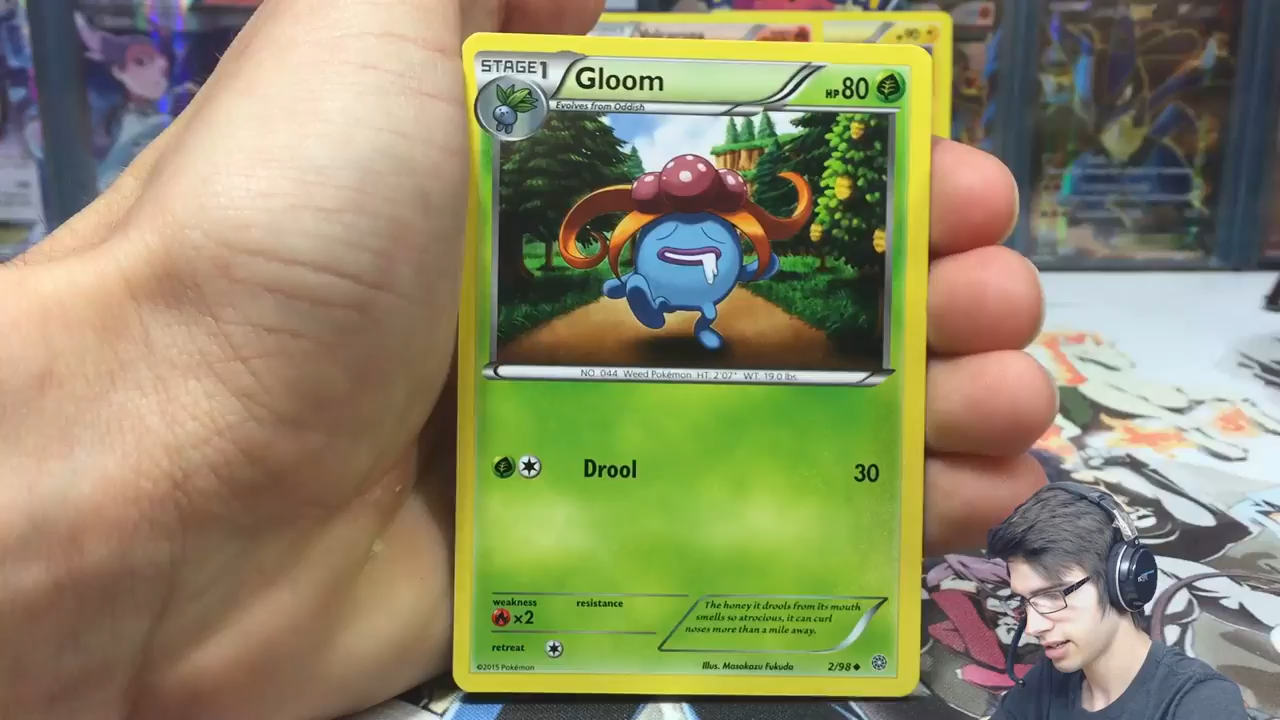 STAGE1
Gloom
HP80
Evolves from Oddish
NO. 044 Weed Pokémon HT. 2'07" WT. 19.0 lbs.
Drool 30
weakness resistance
×2
The honey it drools from its mouth
smells so atrocious, it can curl
noses more than a mile away.
retreat
©2015 Pokémon
Illus. Masakazu Fukuda
2/98